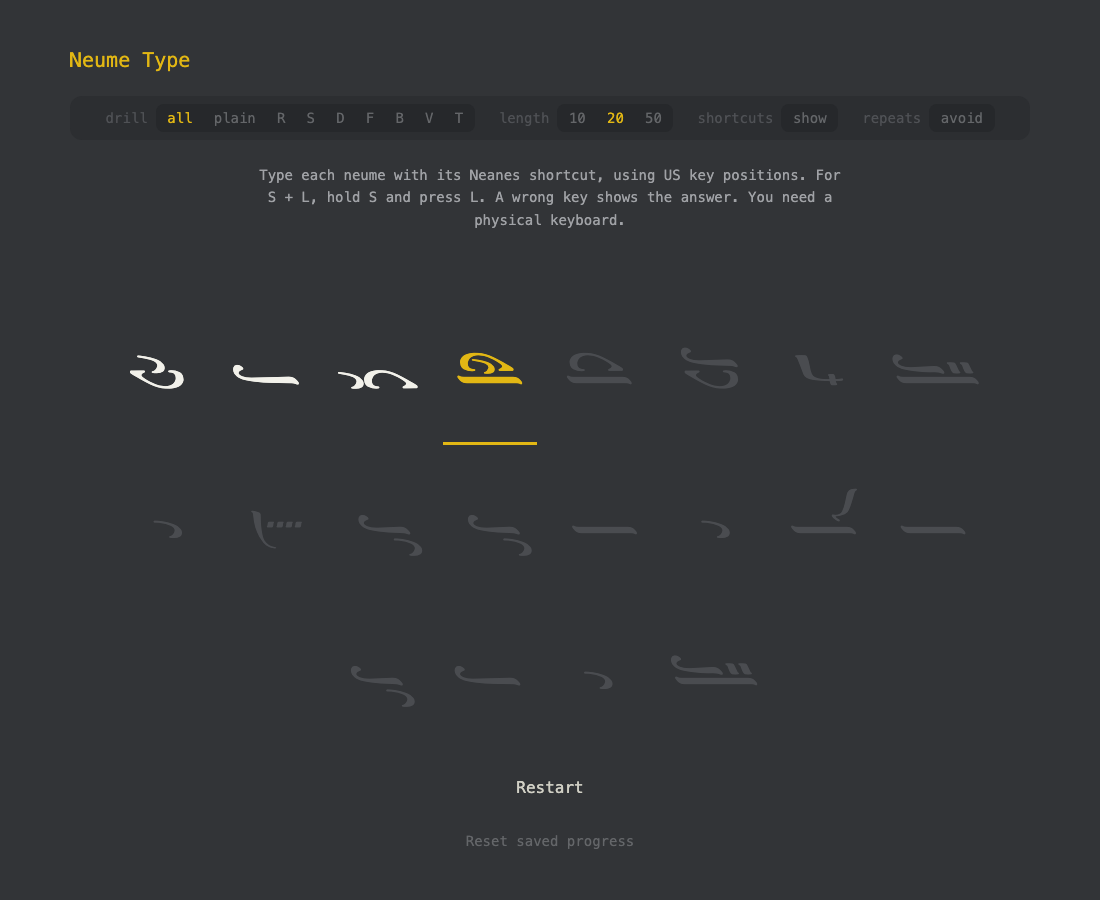 Neume Type
drill all plain R S D F B V T length 10 20 50 shortcuts show repeats avoid
Type each neume with its Neanes shortcut, using US key positions. For
S + L, hold S and press L. A wrong key shows the answer. You need a
physical keyboard.
Restart
Reset saved progress